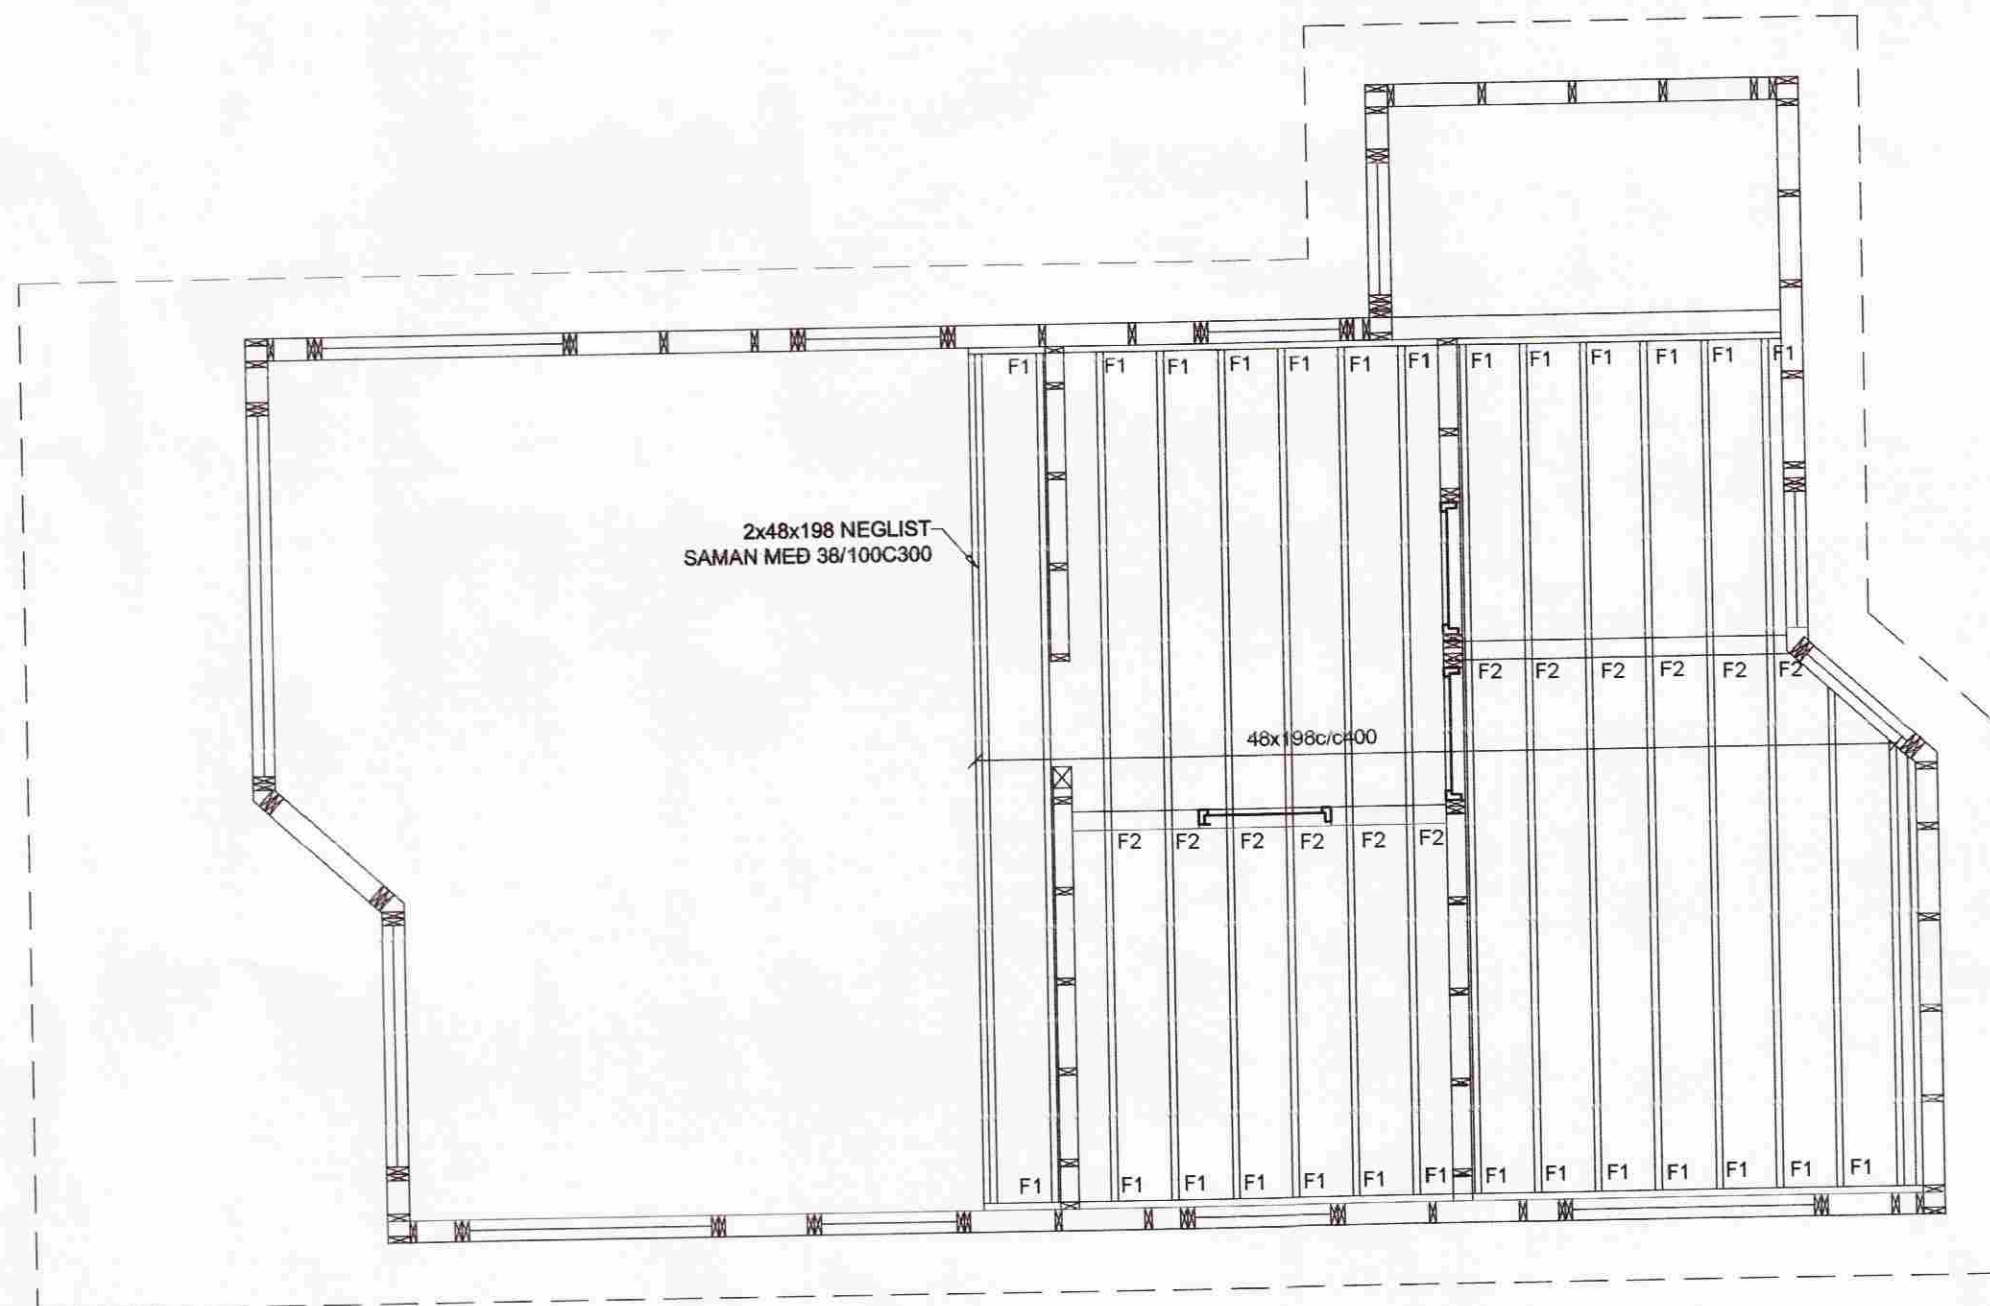 F1 F1 F1 F1 F1 F1 F1 F1 F1 F1 F1 F1 F1
2x48x198 NEGLIST
SAMAN MEÐ 38/100C300
F2 F2 F2 F2 F2 F2
48x198c/c400
F2 F2 F2 F2 F2 F2
F1 F1 F1 F1 F1 F1 F1 F1 F1 F1 F1 F1 F1 F1